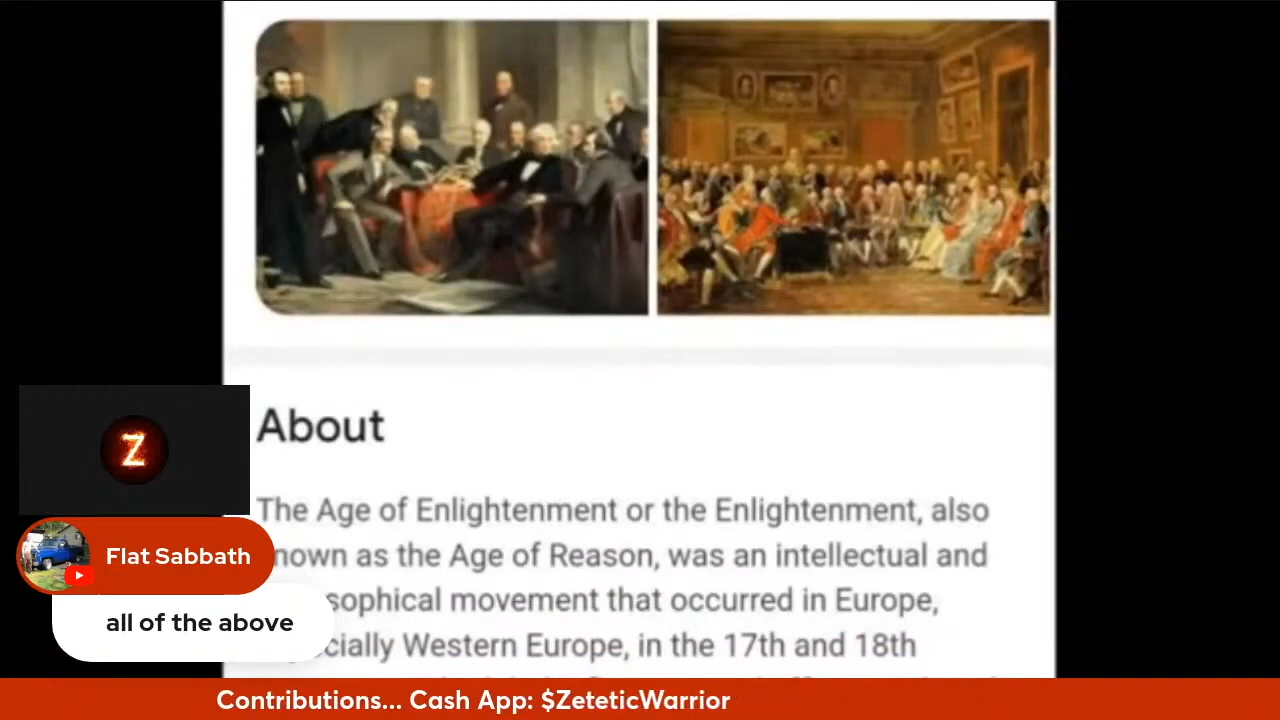 About
The Age of Enlightenment or the Enlightenment, also
nown as the Age of Reason, was an intellectual and
sophical movement that occurred in Europe,
cially Western Europe, in the 17th and 18th
Z
Flat Sabbath
all of the above
Contributions... Cash App: $ZeteticWarrior